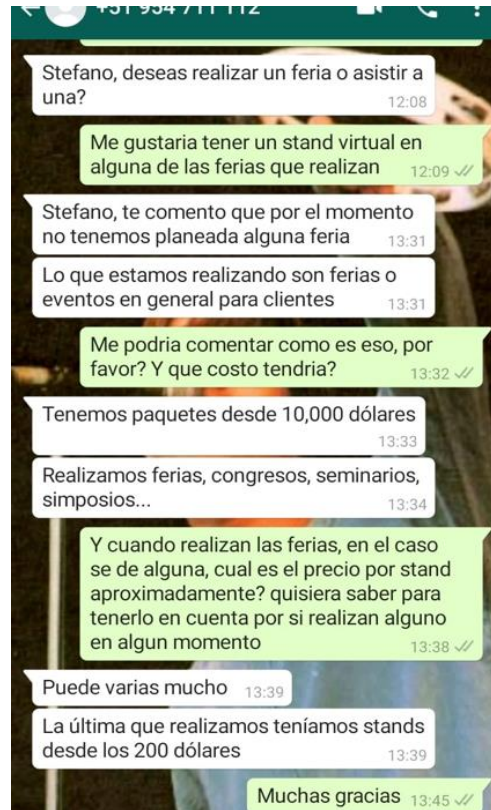 +51 954 711 112
Stefano, deseas realizar un feria o asistir a
una?
12:08
Me gustaria tener un stand virtual en
alguna de las ferias que realizan
12:09
Stefano, te comento que por el momento
no tenemos planeada alguna feria
13:31
Lo que estamos realizando son ferias o
eventos en general para clientes
13:31
Me podria comentar como es eso, por
favor? Y que costo tendria?
13:32
Tenemos paquetes desde 10,000 dólares
13:33
Realizamos ferias, congresos, seminarios,
simposios...
13:34
Y cuando realizan las ferias, en el caso
se de alguna, cual es el precio por stand
aproximadamente? quisiera saber para
tenerlo en cuenta por si realizan alguno
en algun momento
13:38
Puede varias mucho
13:39
La última que realizamos teníamos stands
desde los 200 dólares
13:39
Muchas gracias
13:45